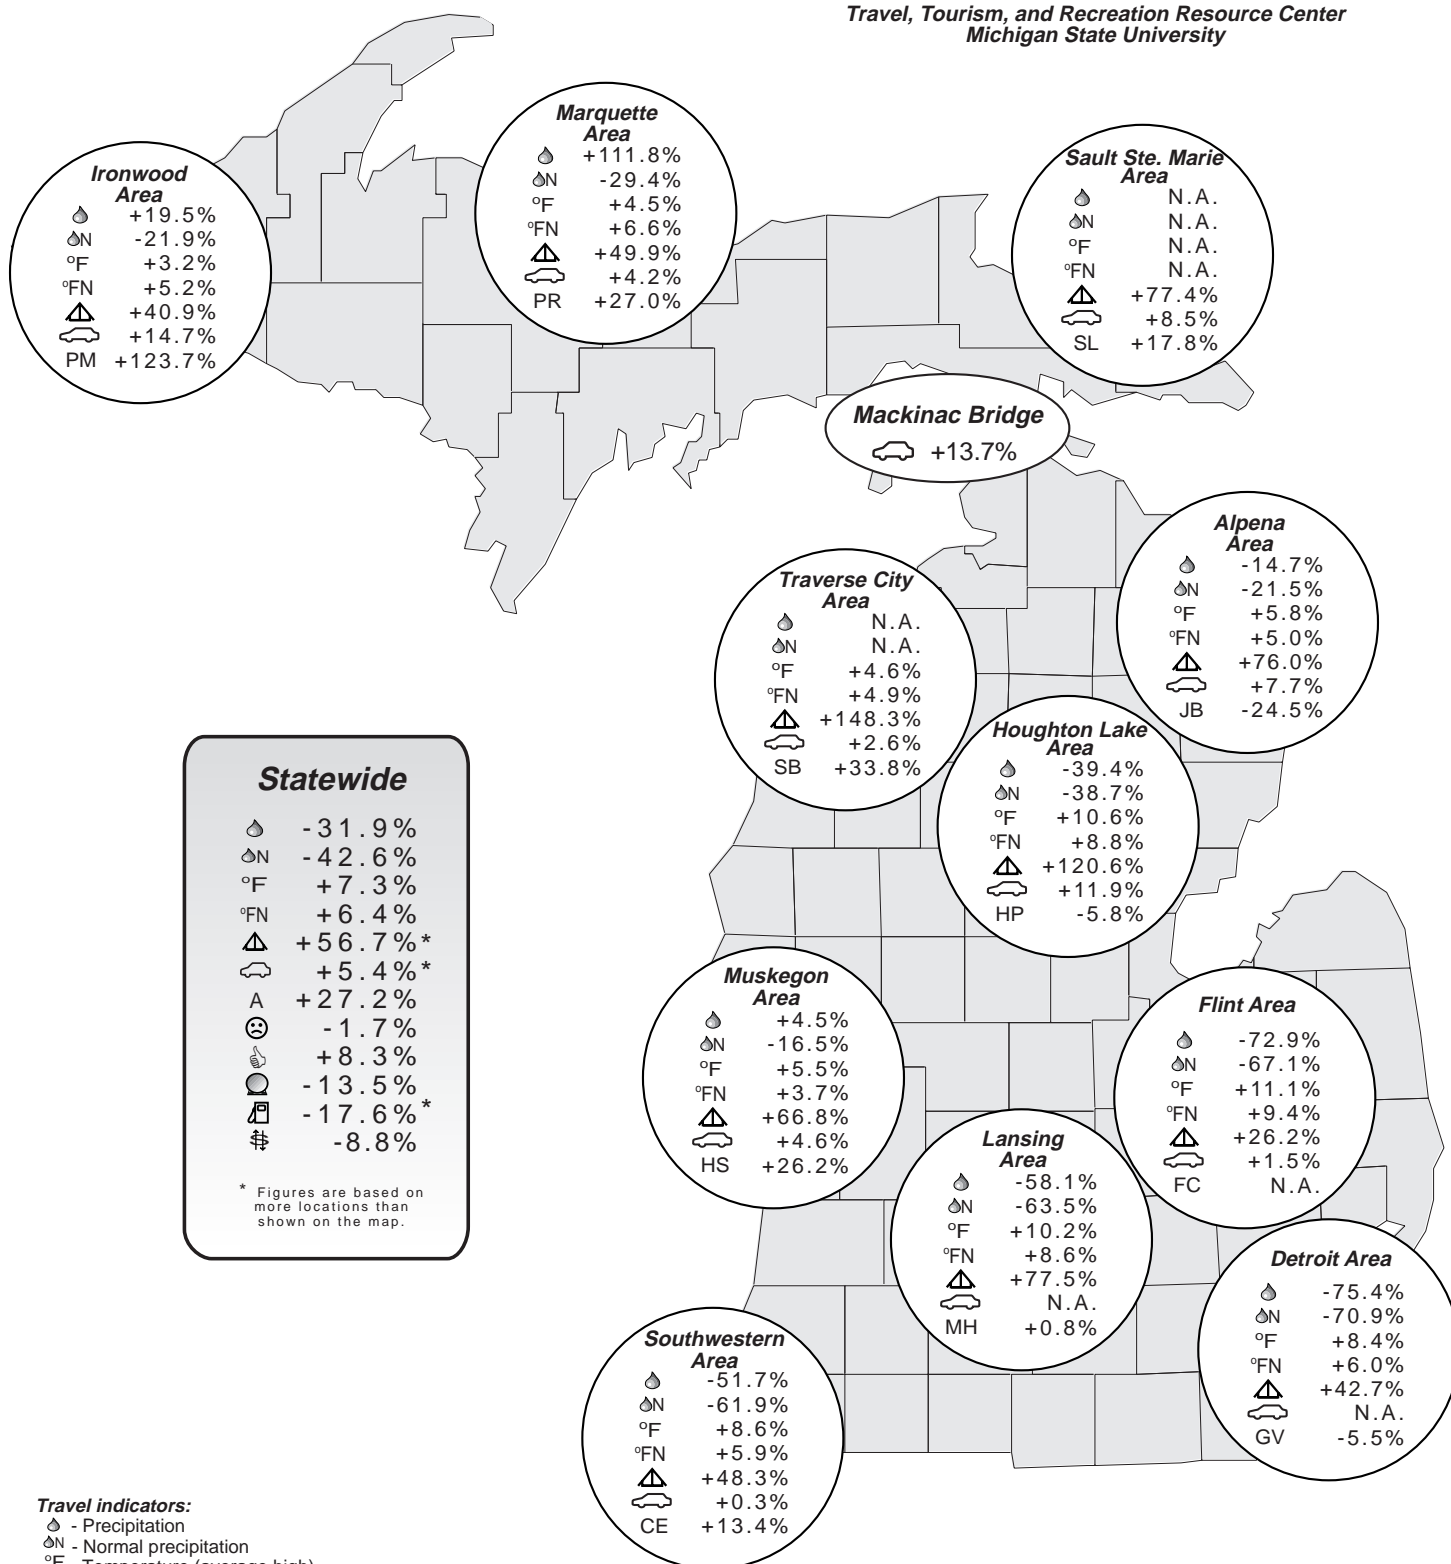 Travel, Tourism, and Recreation Resource Center
Michigan State University
Marquette
Area
+111.8%
N -29.4%
°F +4.5%
°FN +6.6%
+49.9%
+4.2%
PR +27.0%
Ironwood
Area
+19.5%
N -21.9%
°F +3.2%
°FN +5.2%
+40.9%
+14.7%
PM +123.7%
Sault Ste. Marie
Area
N.A.
N N.A.
°F N.A.
°FN N.A.
+77.4%
+8.5%
SL +17.8%
Mackinac Bridge
+13.7%
Alpena
Area
-14.7%
N -21.5%
°F +5.8%
°FN +5.0%
+76.0%
+7.7%
JB -24.5%
Traverse City
Area
N.A.
N N.A.
°F +4.6%
°FN +4.9%
+148.3%
+2.6%
SB +33.8%
Houghton Lake
Area
-39.4%
N -38.7%
°F +10.6%
°FN +8.8%
+120.6%
+11.9%
HP -5.8%
Statewide
-31.9%
N -42.6%
°F +7.3%
°FN +6.4%
+56.7%*
+5.4%*
A +27.2%
-1.7%
+8.3%
-13.5%
-17.6%*
-8.8%
* Figures are based on
more locations than
shown on the map.
Muskegon
Area
+4.5%
N -16.5%
°F +5.5%
°FN +3.7%
+66.8%
+4.6%
HS +26.2%
Flint Area
-72.9%
N -67.1%
°F +11.1%
°FN +9.4%
+26.2%
+1.5%
FC N.A.
Lansing
Area
-58.1%
N -63.5%
°F +10.2%
°FN +8.6%
+77.5%
N.A.
MH +0.8%
Detroit Area
-75.4%
N -70.9%
°F +8.4%
°FN +6.0%
+42.7%
N.A.
GV -5.5%
Southwestern
Area
-51.7%
N -61.9%
°F +8.6%
°FN +5.9%
+48.3%
+0.3%
CE +13.4%
Travel indicators:
- Precipitation
N - Normal precipitation
°F - Temperature (average high)